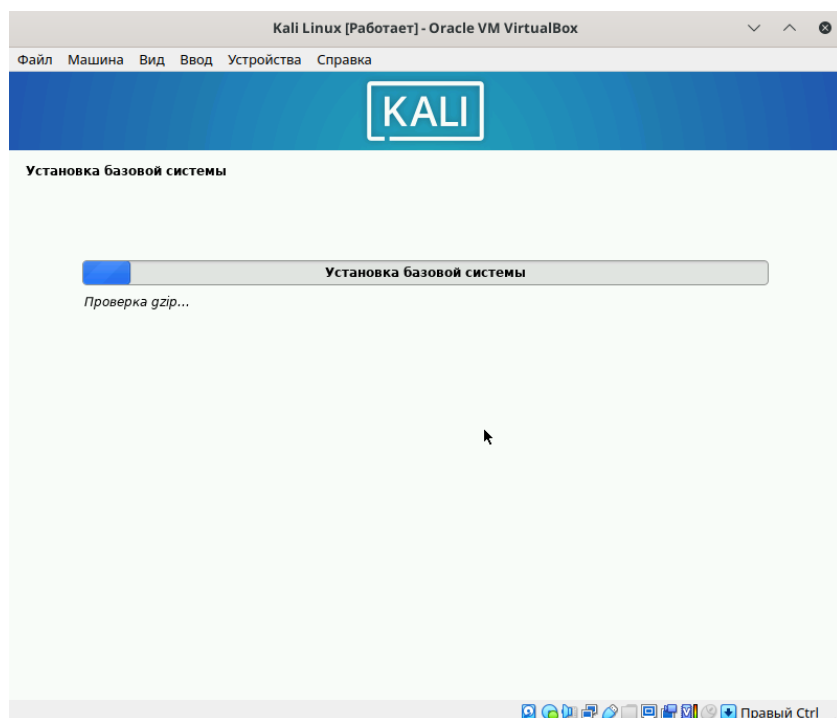 Kali Linux [Работает] - Oracle VM VirtualBox
Файл Машина Вид Ввод Устройства Справка
KALI
Установка базовой системы
Установка базовой системы
Проверка gzip...
Правый Ctrl